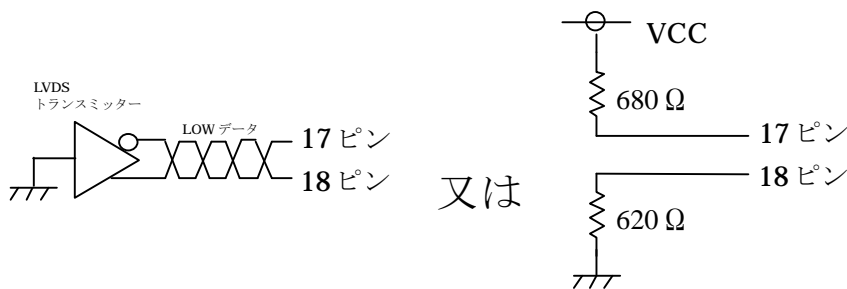 LVDS
トランスミッター
LOW データ
17 ピン
18 ピン
又は
VCC
680 Ω
17 ピン
18 ピン
620 Ω